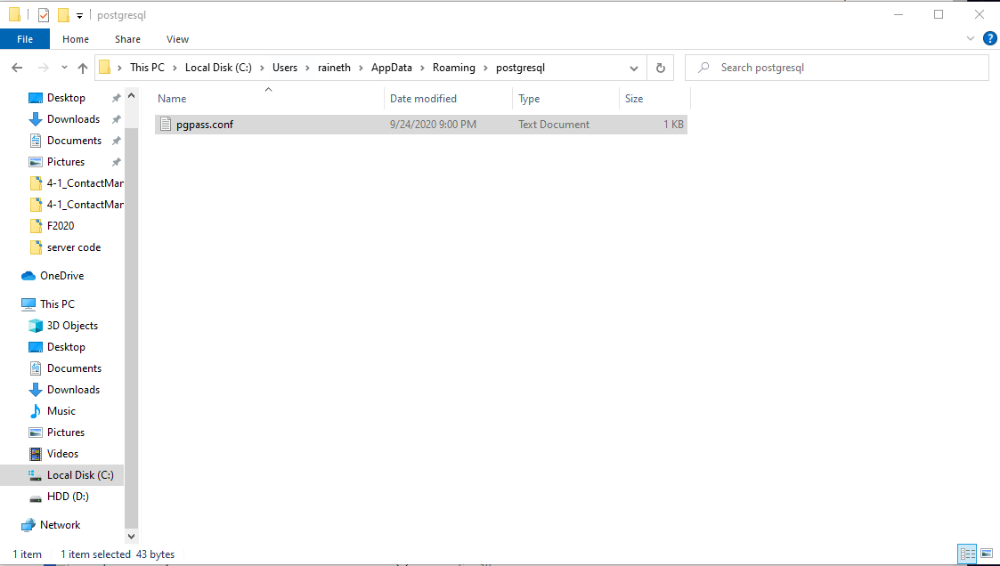 postgresql
File Home Share View
This PC Local Disk (C:) Users raineth AppData Roaming postgresql
Search postgresql
Name Date modified Type Size
pgpass.conf 9/24/2020 9:00 PM Text Document 1 KB
Desktop
Downloads
Documents
Pictures
4-1_ContactMan
4-1_ContactMan
F2020
server code
OneDrive
This PC
3D Objects
Desktop
Documents
Downloads
Music
Pictures
Videos
Local Disk (C:)
HDD (D:)
Network
1 item 1 item selected 43 bytes